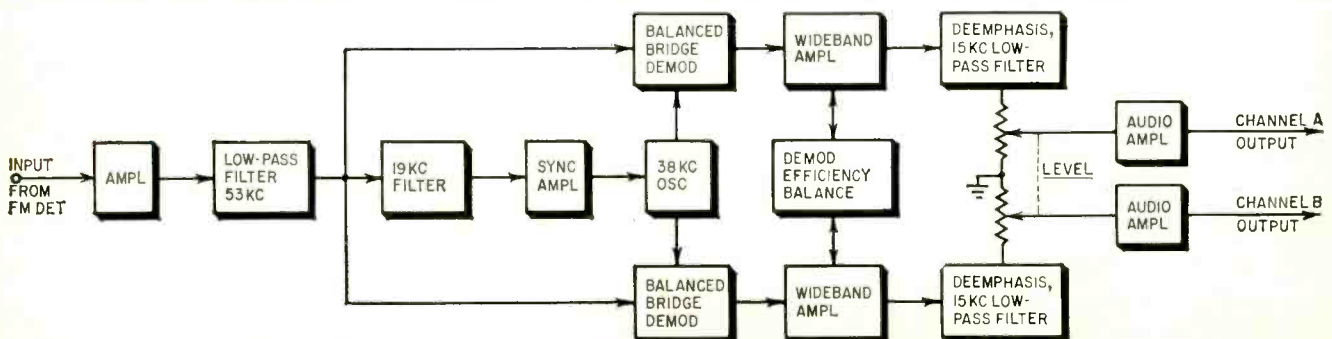 BALANCED
BRIDGE
DEMOD
WIDEBAND
AMPL
DEEMPHASIS,
15KC LOW-
PASS FILTER
INPUT
FROM
FM DET
AMPL
LOW-PASS
FILTER
53KC
19KC
FILTER
SYNC
AMPL
38KC
OSC
DEMOD
EFFICIENCY
BALANCE
LEVEL
AUDIO
AMPL
CHANNEL A
OUTPUT
AUDIO
AMPL
CHANNEL B
OUTPUT
BALANCED
BRIDGE
DEMOD
WIDEBAND
AMPL
DEEMPHASIS,
15KC LOW-
PASS FILTER